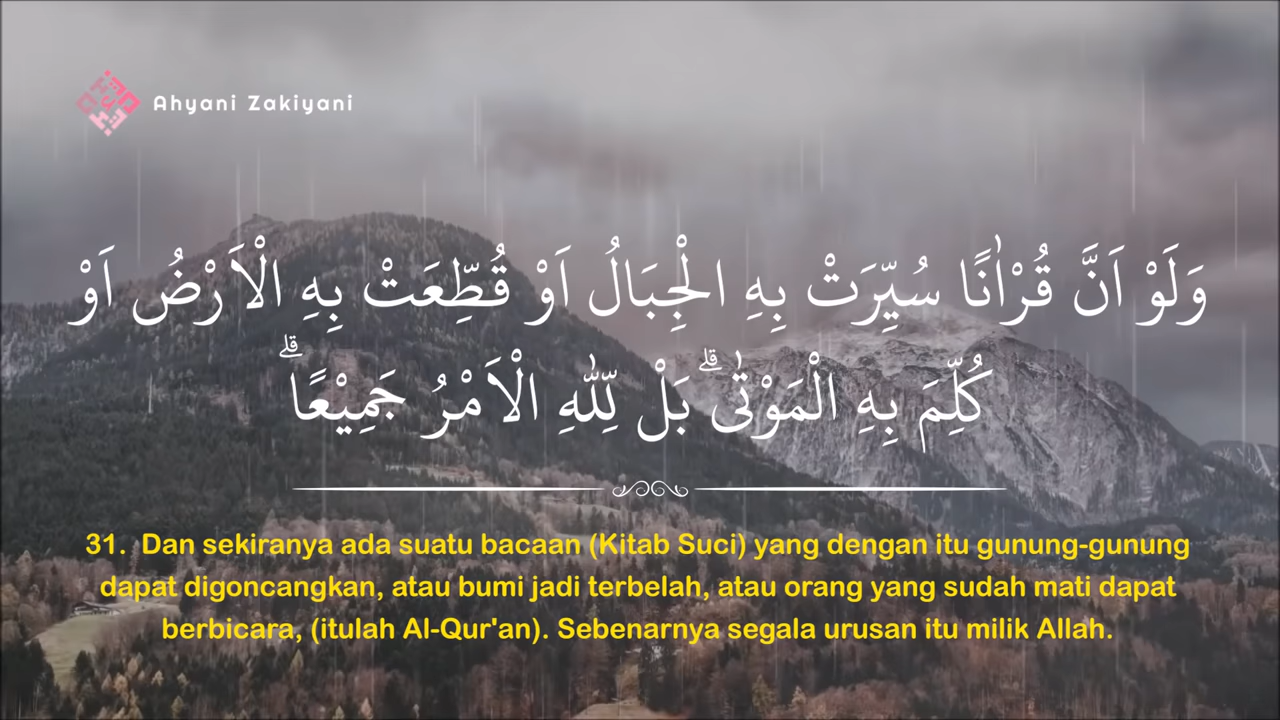 Ahyani Zakiyani
وَلَوْ اَنَّ قُرْاٰنًا سُيِّرَتْ بِهِ الْجِبَالُ اَوْ قُطِّعَتْ بِهِ الْاَرْضُ اَوْ
كُلِّمَ بِهِ الْمَوْتٰىۗ بَلْ لِّلّٰهِ الْاَمْرُ جَمِيْعًاۗ
31. Dan sekiranya ada suatu bacaan (Kitab Suci) yang dengan itu gunung-gunung
dapat digoncangkan, atau bumi jadi terbelah, atau orang yang sudah mati dapat
berbicara, (itulah Al-Qur'an). Sebenarnya segala urusan itu milik Allah.